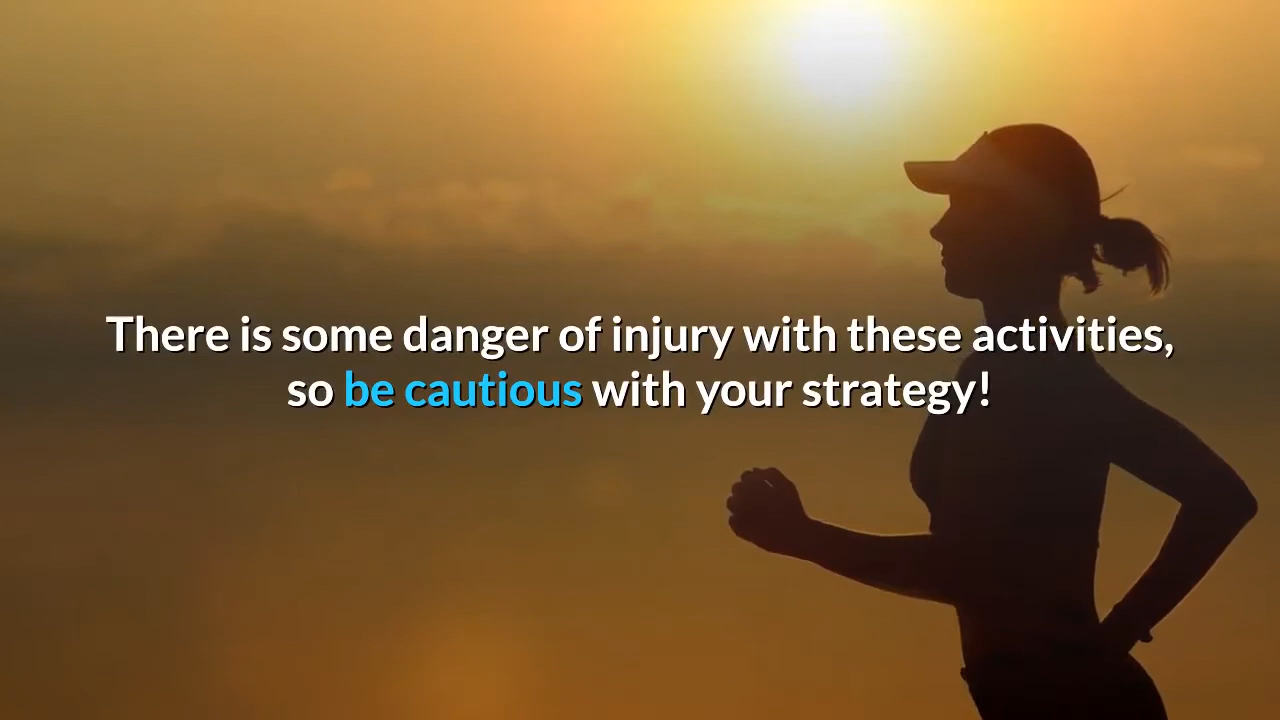 There is some danger of injury with these activities,
so be cautious with your strategy!